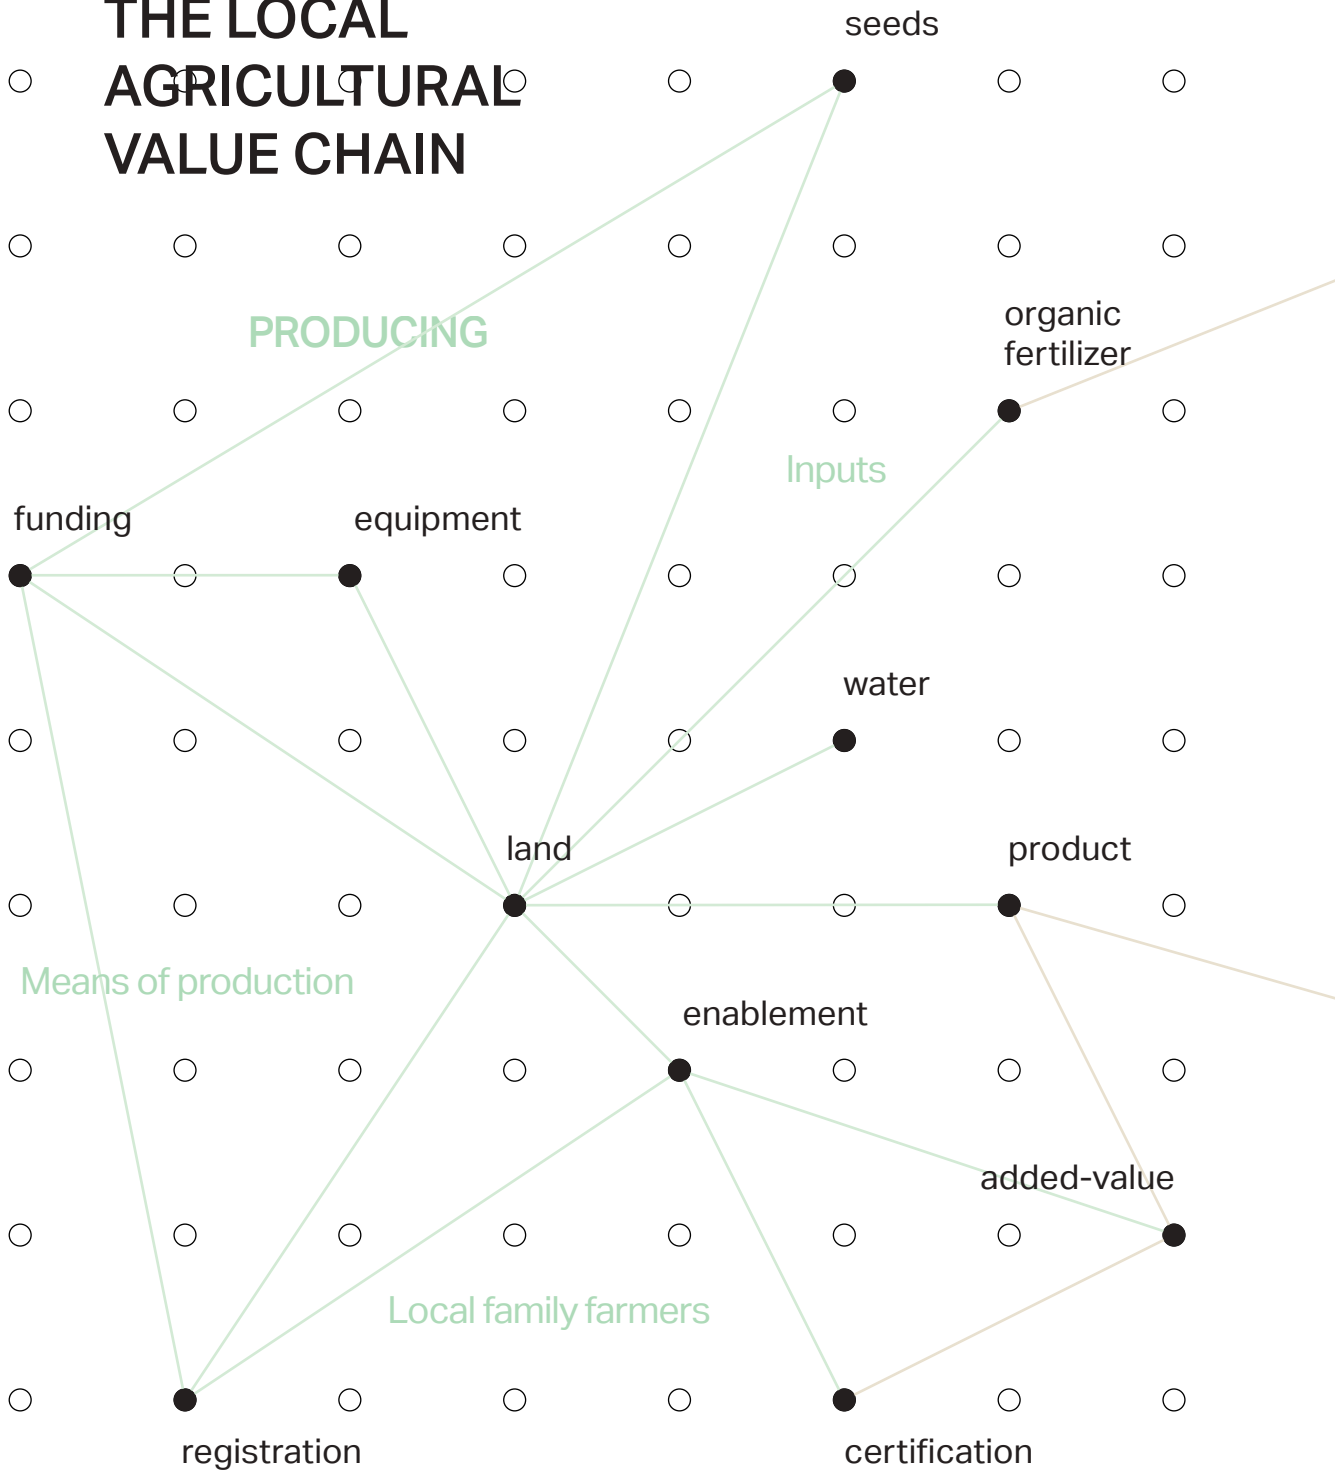 THE LOCAL
AGRICULTURAL
VALUE CHAIN
seeds
PRODUCING
organic
fertilizer
Inputs
funding
equipment
water
land
product
Means of production
enablement
added-value
Local family farmers
registration
certification